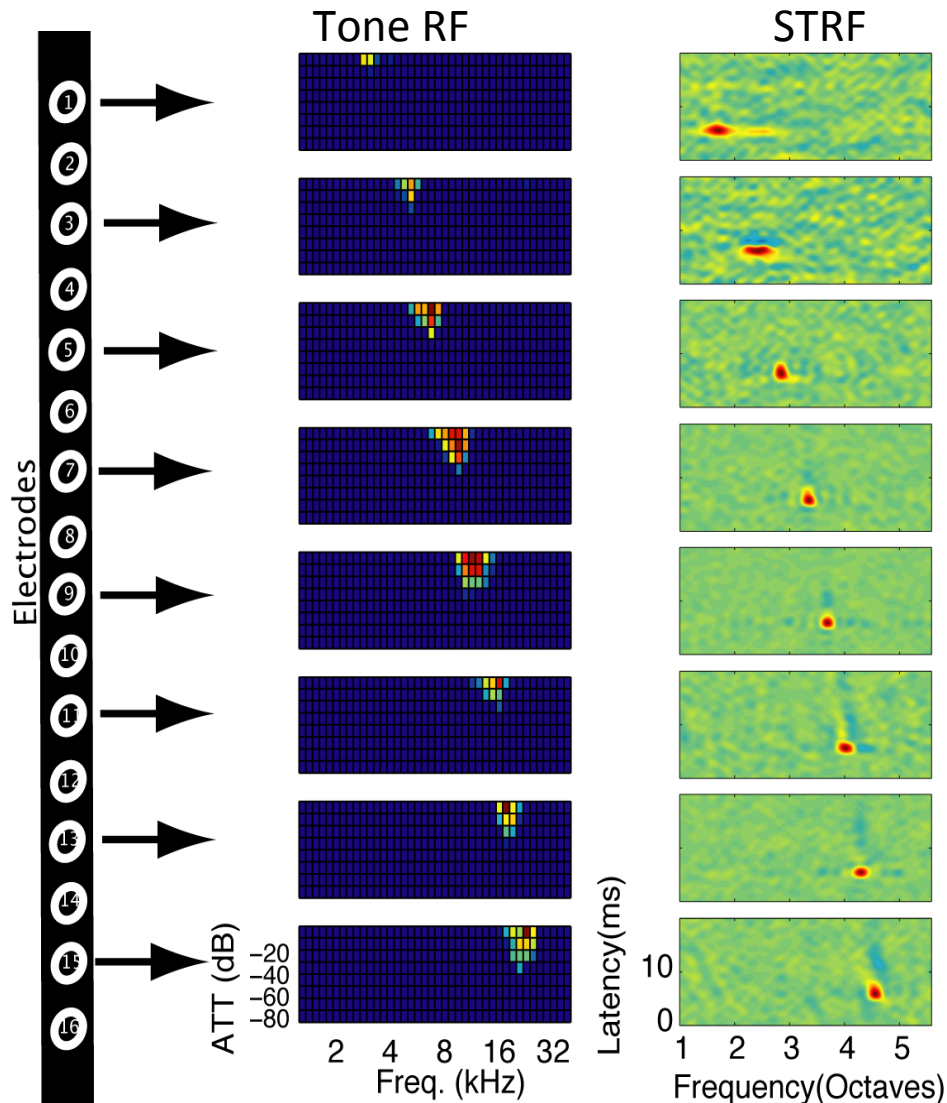 Tone RF
STRF
Electrodes
1
2
3
4
5
6
7
8
9
10
11
12
13
14
15
16
ATT (dB)
−20
−40
−60
−80
2 4 8 16 32
Freq. (kHz)
Latency(ms)
10
0
1 2 3 4 5
Frequency(Octaves)